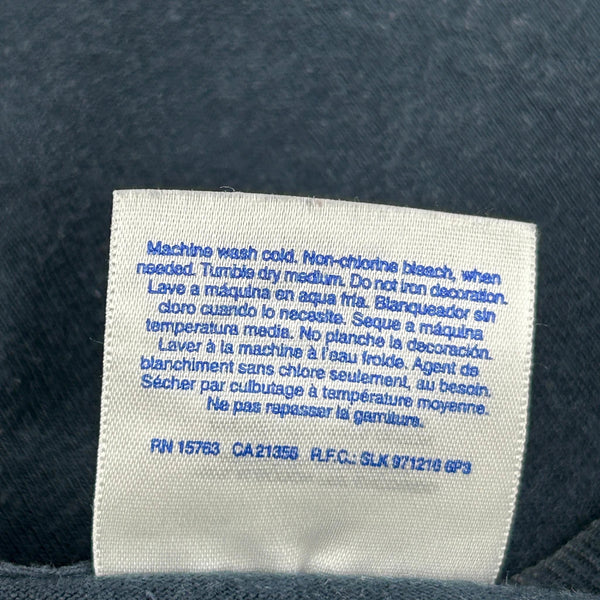 Machine wash cold. Non-chlorine bleach, when
needed. Tumble dry medium. Do not iron decoration.
Lave a máquina en aqua fría. Blanqueador sin
cloro cuando lo necesite. Seque a máquina
temperatura media. No planche la decoración.
Laver à la machine à l'eau froide. Agent de
blanchiment sans chlore seulement, au besoin.
Sécher par culbutage à température moyenne.
Ne pas repasser la garniture.
RN 15763 CA 21356 R.F.C.: SLK 971216 6P3